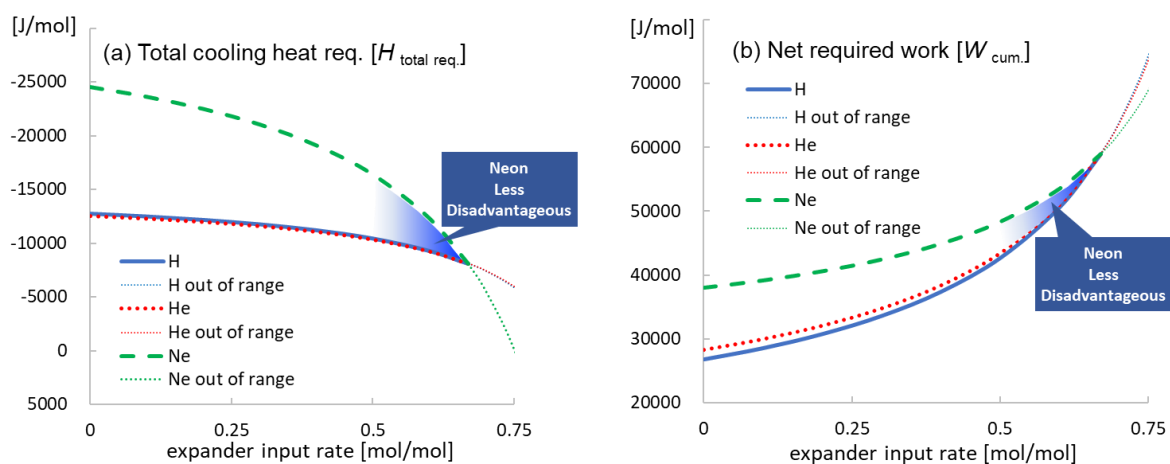 [J/mol]
(a) Total cooling heat req. [H total req.]
-25000
-20000
-15000
-10000
-5000
0
5000
Neon
Less
Disadvantageous
H
H out of range
He
He out of range
Ne
Ne out of range
0
0.25
0.5
0.75
expander input rate [mol/mol]
[J/mol]
(b) Net required work [W cum.]
70000
60000
50000
40000
30000
20000
H
H out of range
He
He out of range
Ne
Ne out of range
Neon
Less
Disadvantageous
0
0.25
0.5
0.75
expander input rate [mol/mol]